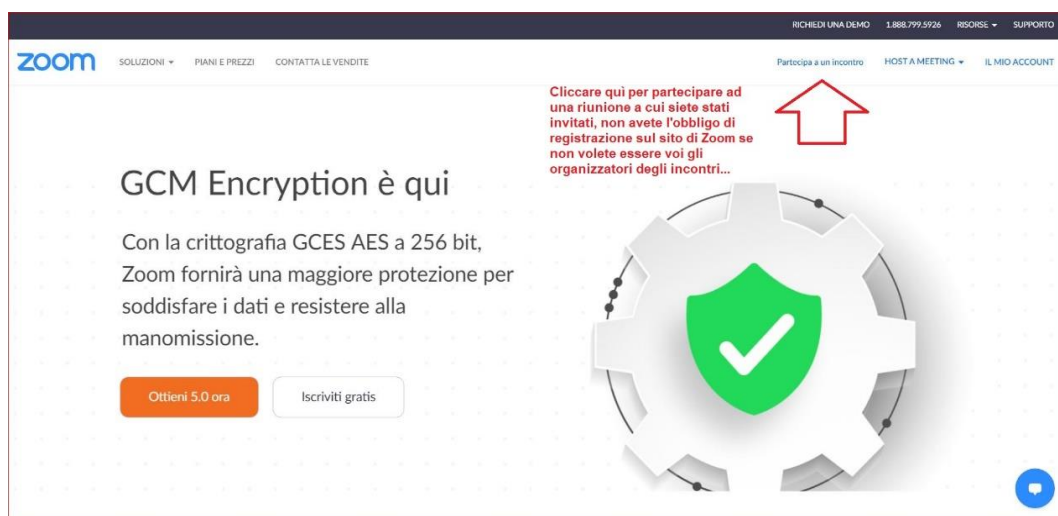 RICHIEDI UNA DEMO 1.888.799.5926 RISORSE SUPPORTO
zoom SOLUZIONI PIANI E PREZZI CONTATTA LE VENDITE Partecipa a un incontro HOST A MEETING IL MIO ACCOUNT
Cliccare quì per partecipare ad
una riunione a cui siete stati
invitati, non avete l'obbligo di
registrazione sul sito di Zoom se
non volete essere voi gli
organizzatori degli incontri...
GCM Encryption è qui
Con la crittografia GCES AES a 256 bit,
Zoom fornirà una maggiore protezione per
soddisfare i dati e resistere alla
manomissione.
Ottieni 5.0 ora Iscriviti gratis